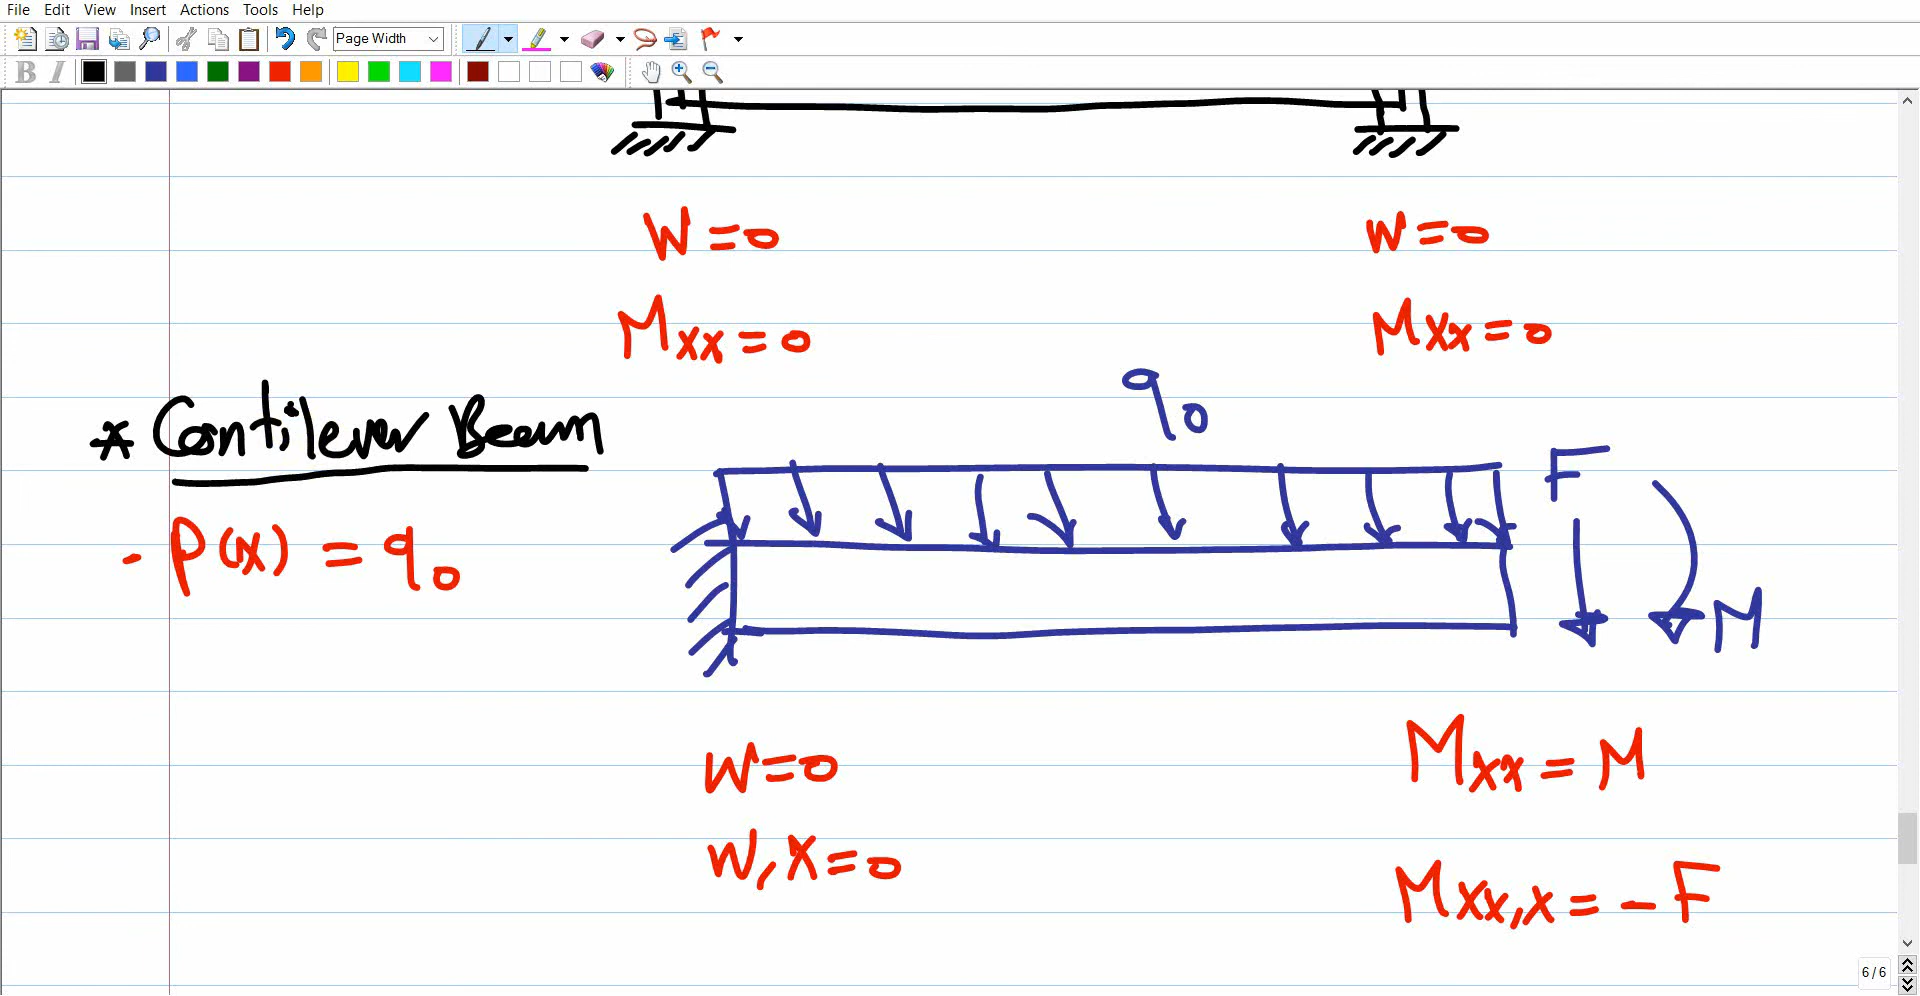 File Edit View Insert Actions Tools Help
Page Width
B I
W = 0
W = 0
Mxx = 0
Mxx = 0
* Cantilever Beam
q0
F
- P(x) = q0
M
W = 0
Mxx = M
W,x = 0
Mxx,x = - F
6 / 6